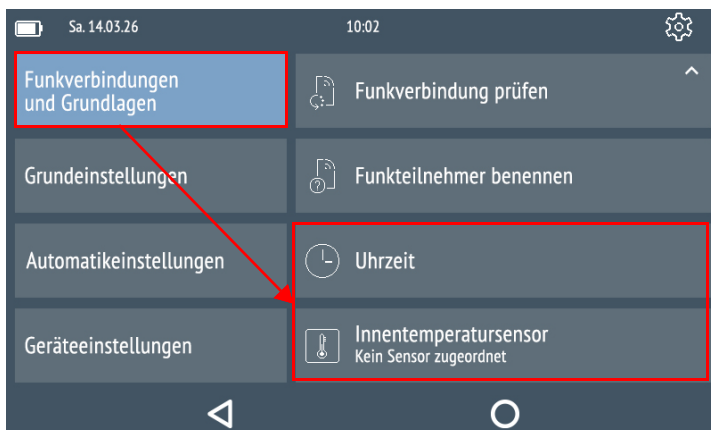 Sa. 14.03.26
10:02
Funkverbindungen
und Grundlagen
Funkverbindung prüfen
Grundeinstellungen
Funkteilnehmer benennen
Automatikeinstellungen
Uhrzeit
Geräteeinstellungen
Innentemperatursensor
Kein Sensor zugeordnet